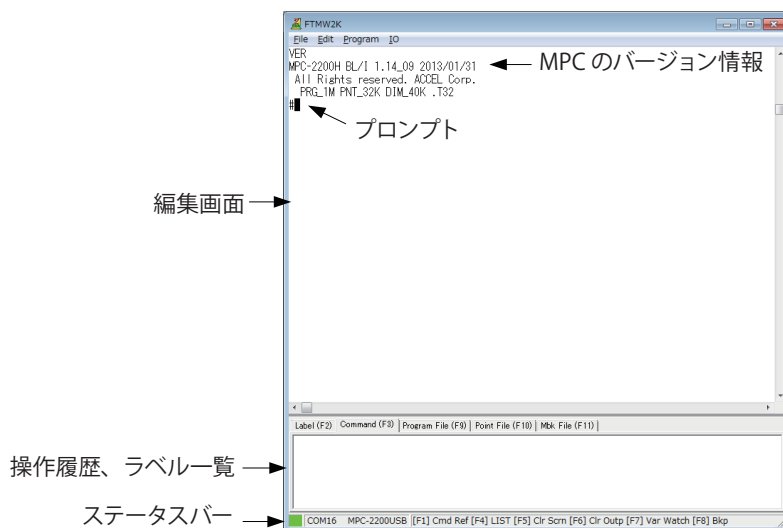 FTMW2K
File Edit Program IO
VER
MPC-2200H BL/I 1.14_09 2013/01/31
All Rights reserved. ACCEL Corp.
PRG_1M PNT_32K DIM_40K .T32
#
MPC のバージョン情報
プロンプト
編集画面
Label (F2) Command (F3) Program File (F9) Point File (F10) Mbk File (F11)
操作履歴、ラベル一覧
ステータスバー
COM16 MPC-2200USB [F1] Cmd Ref [F4] LIST [F5] Clr Scrn [F6] Clr Outp [F7] Var Watch [F8] Bkp